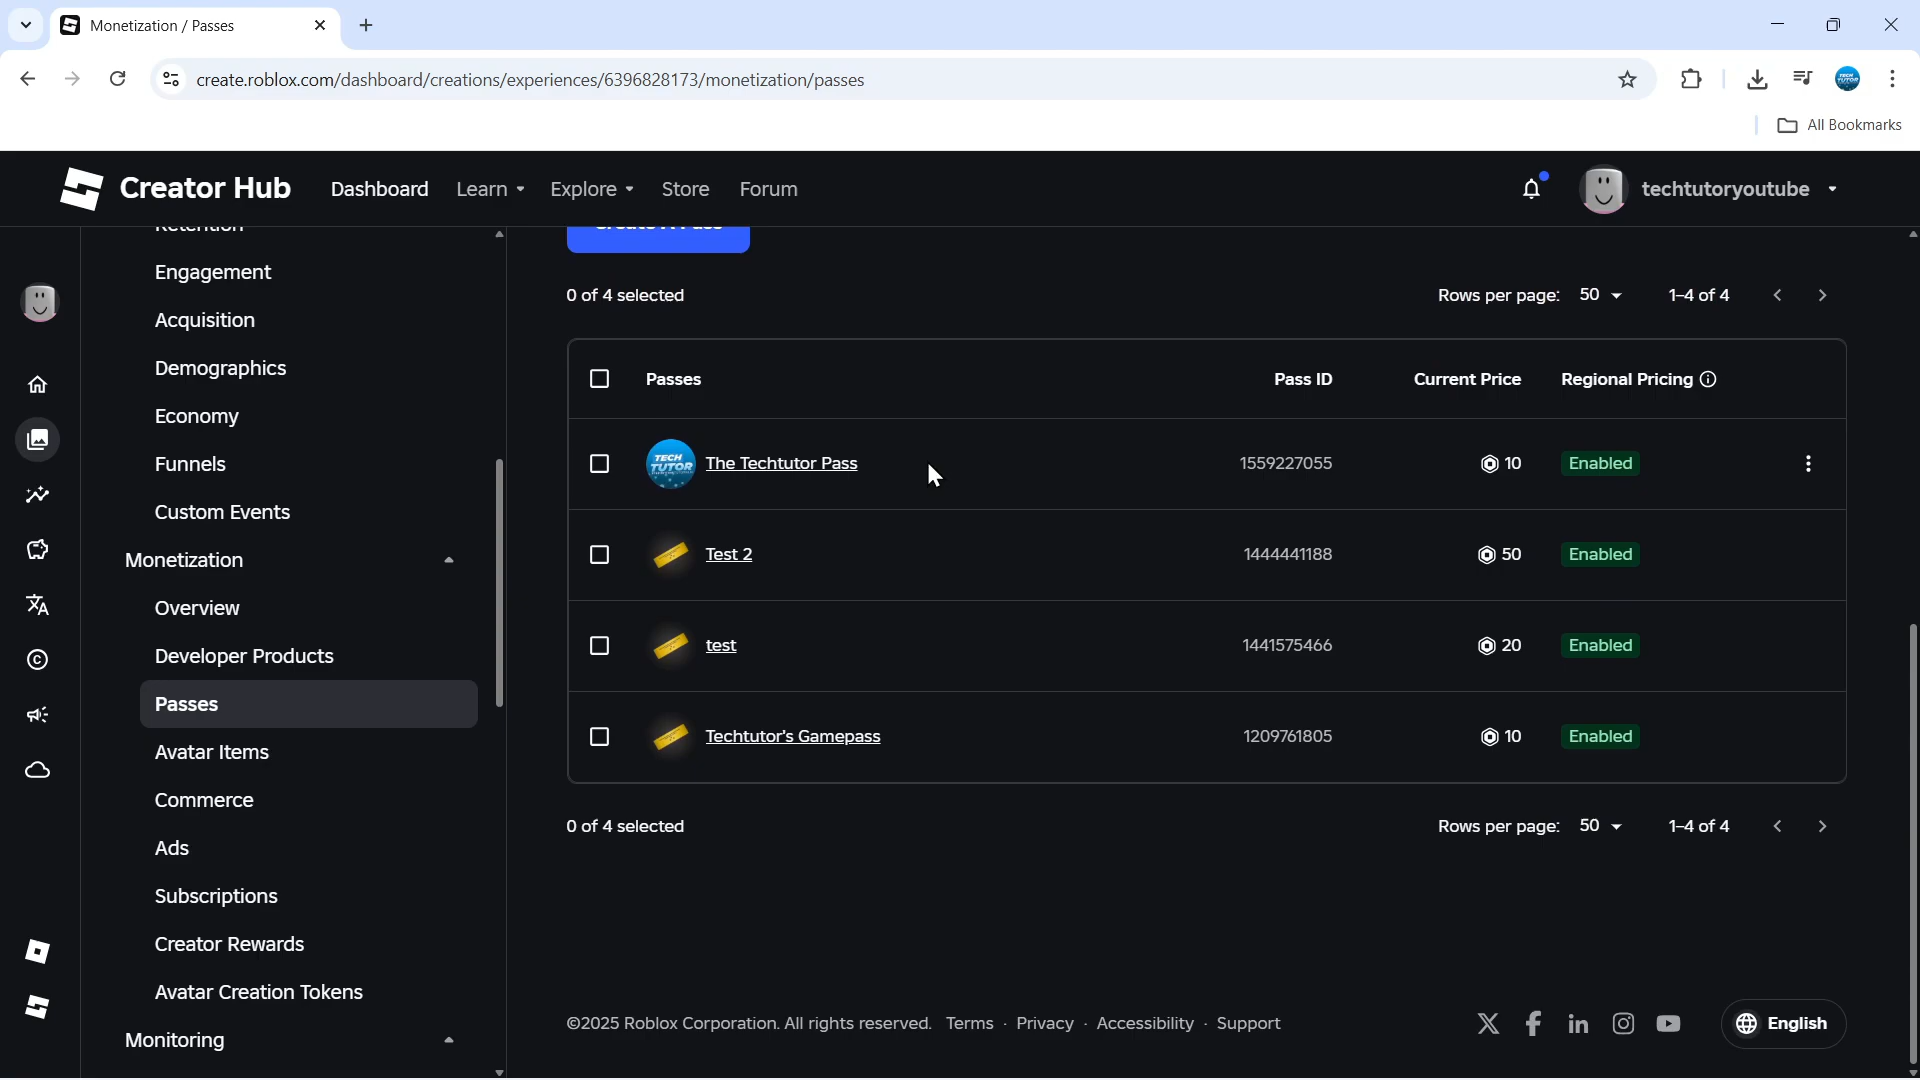 Monetization / Passes
create.roblox.com/dashboard/creations/experiences/6396828173/monetization/passes
All Bookmarks
Creator Hub
Dashboard
Learn
Explore
Store
Forum
techtutoryoutube
Retention
Engagement
Acquisition
Demographics
Economy
Funnels
Custom Events
Monetization
Overview
Developer Products
Passes
Avatar Items
Commerce
Ads
Subscriptions
Creator Rewards
Avatar Creation Tokens
Monitoring
Create A Pass
0 of 4 selected
Rows per page: 50
1–4 of 4
Passes Pass ID Current Price Regional Pricing
TECH TUTOR The Techtutor Pass 1559227055 10 Enabled
Test 2 1444441188 50 Enabled
test 1441575466 20 Enabled
Techtutor's Gamepass 1209761805 10 Enabled
0 of 4 selected
Rows per page: 50
1–4 of 4
©2025 Roblox Corporation. All rights reserved. Terms · Privacy · Accessibility · Support
English